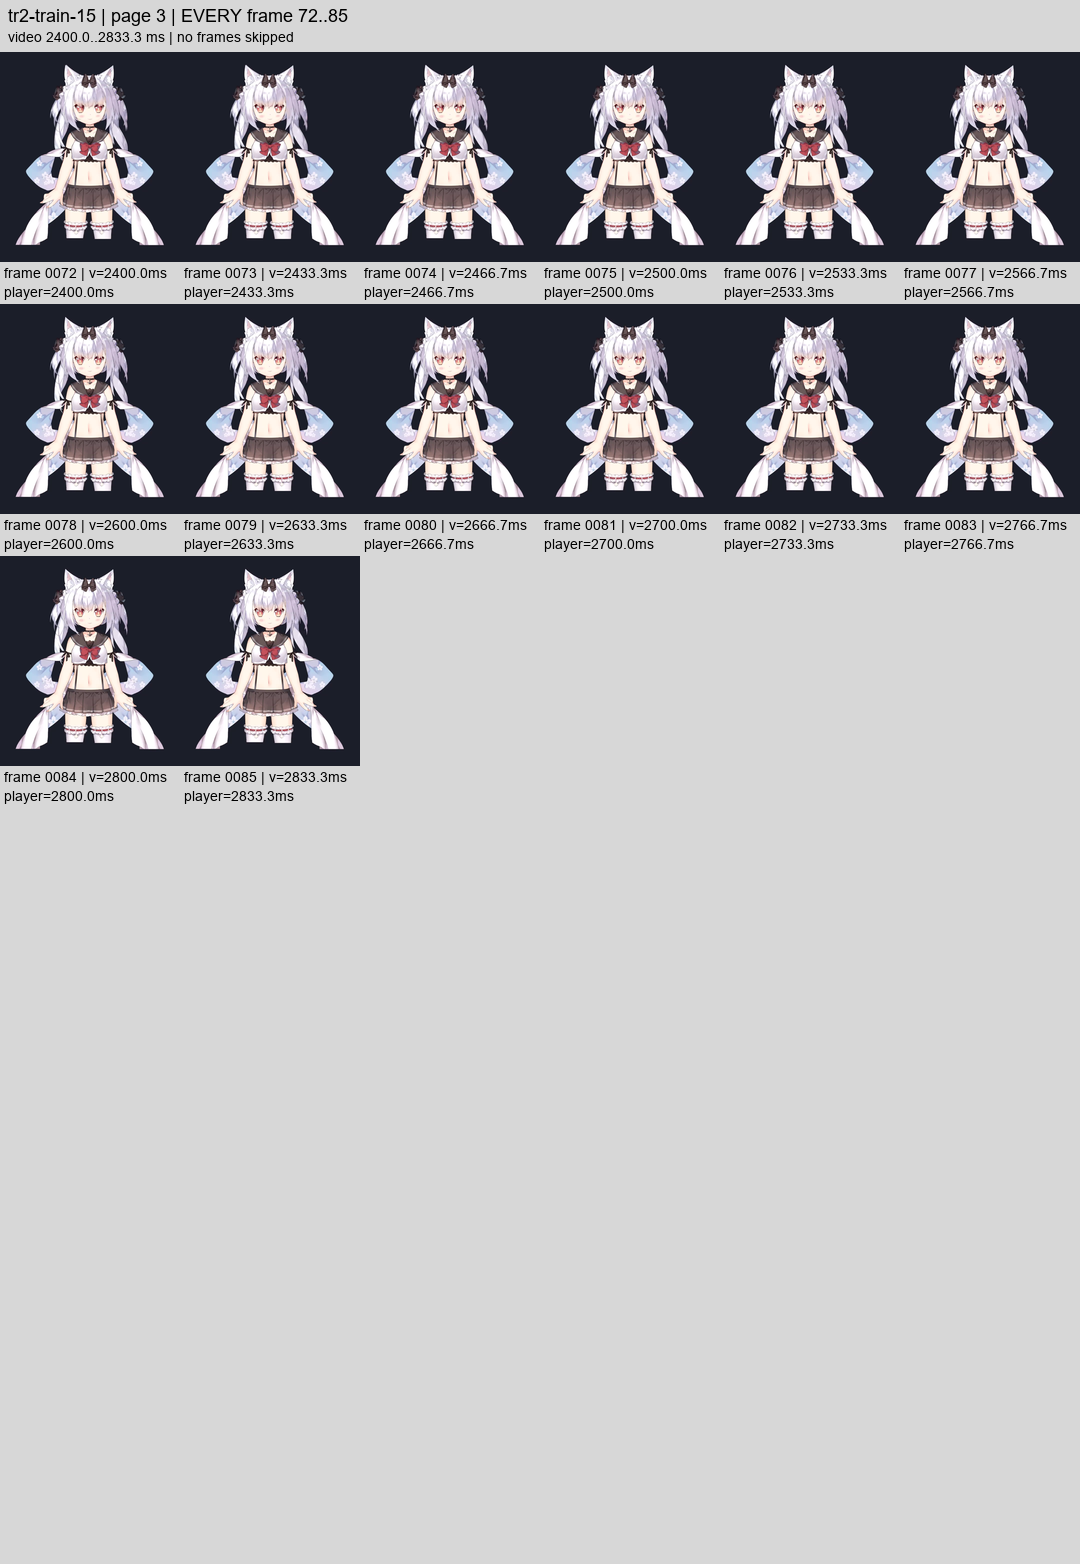 tr2-train-15 | page 3 | EVERY frame 72..85
video 2400.0..2833.3 ms | no frames skipped
frame 0072 | v=2400.0ms
player=2400.0ms
frame 0073 | v=2433.3ms
player=2433.3ms
frame 0074 | v=2466.7ms
player=2466.7ms
frame 0075 | v=2500.0ms
player=2500.0ms
frame 0076 | v=2533.3ms
player=2533.3ms
frame 0077 | v=2566.7ms
player=2566.7ms
frame 0078 | v=2600.0ms
player=2600.0ms
frame 0079 | v=2633.3ms
player=2633.3ms
frame 0080 | v=2666.7ms
player=2666.7ms
frame 0081 | v=2700.0ms
player=2700.0ms
frame 0082 | v=2733.3ms
player=2733.3ms
frame 0083 | v=2766.7ms
player=2766.7ms
frame 0084 | v=2800.0ms
player=2800.0ms
frame 0085 | v=2833.3ms
player=2833.3ms